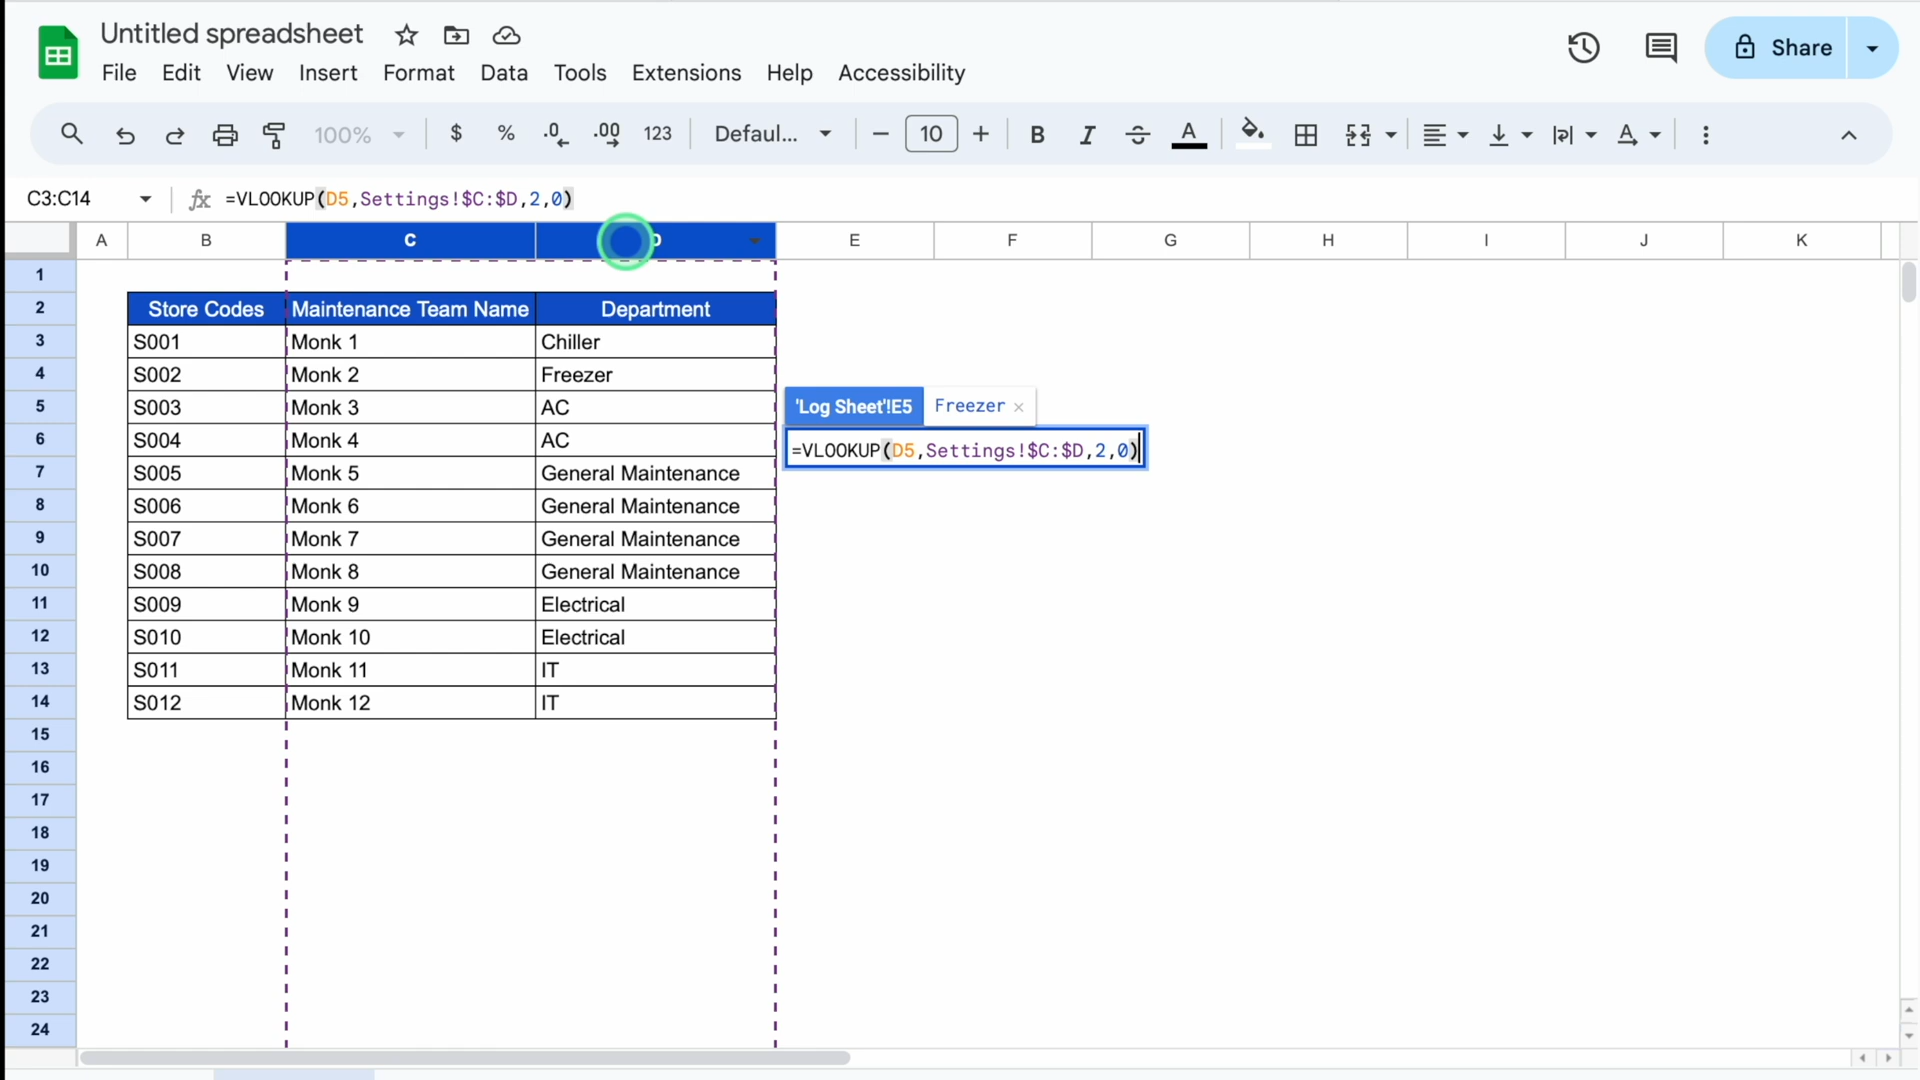 Untitled spreadsheet
Share
File Edit View Insert Format Data Tools Extensions Help Accessibility
100% $ % .0 .00 123 Defaul... 10 B I A A
C3:C14 fx =VLOOKUP(D5,Settings!$C:$D,2,0)
A B C D E F G H I J K
1
2 Store Codes Maintenance Team Name Department
3 S001 Monk 1 Chiller
4 S002 Monk 2 Freezer
5 S003 Monk 3 AC 'Log Sheet'!E5 Freezer ×
6 S004 Monk 4 AC =VLOOKUP(D5,Settings!$C:$D,2,0)
7 S005 Monk 5 General Maintenance
8 S006 Monk 6 General Maintenance
9 S007 Monk 7 General Maintenance
10 S008 Monk 8 General Maintenance
11 S009 Monk 9 Electrical
12 S010 Monk 10 Electrical
13 S011 Monk 11 IT
14 S012 Monk 12 IT
15
16
17
18
19
20
21
22
23
24